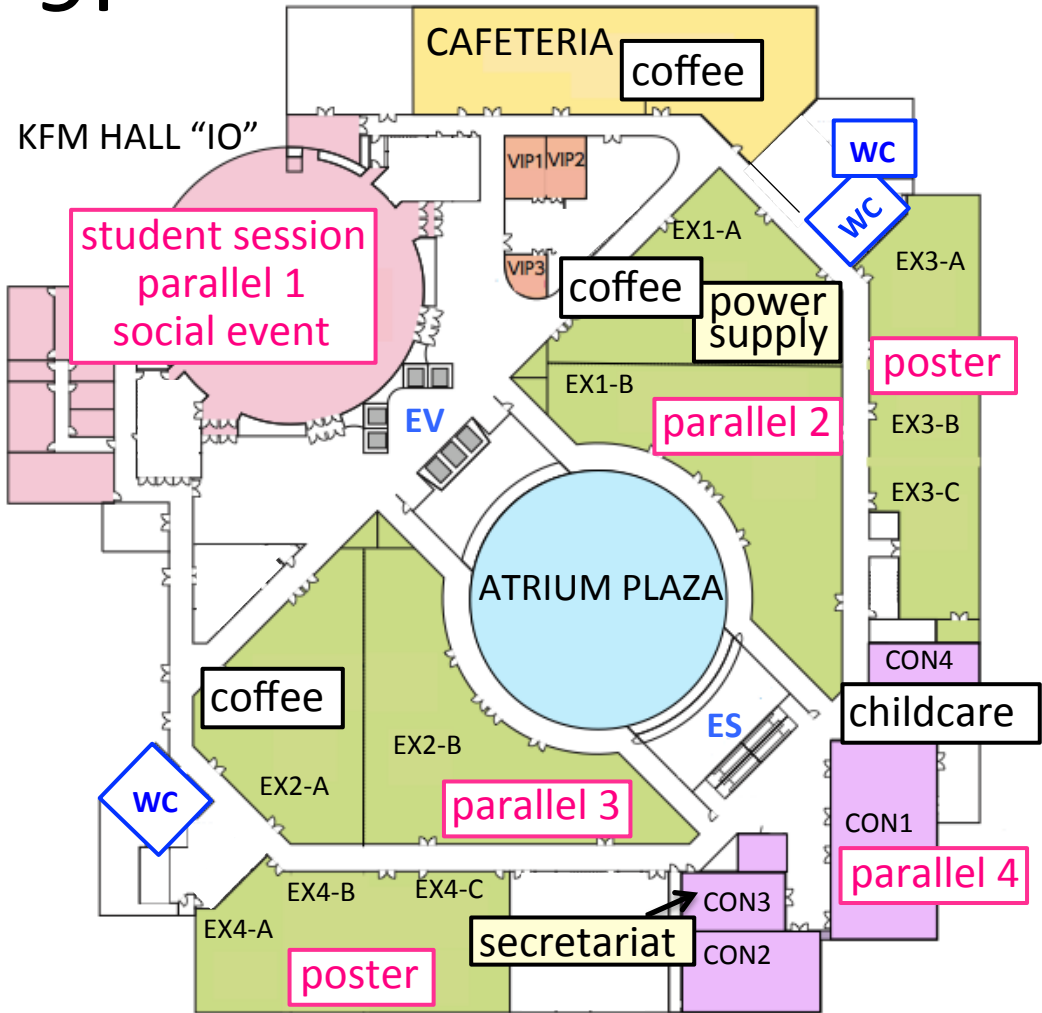 CAFETERIA
coffee
KFM HALL “IO”
WC
WC
VIP1
VIP2
VIP3
student session
parallel 1
social event
EX1-A
EX3-A
coffee
power
supply
poster
EX1-B
parallel 2
EV
EX3-B
EX3-C
ATRIUM PLAZA
CON4
coffee
childcare
ES
EX2-B
EX2-A
WC
parallel 3
CON1
parallel 4
EX4-B
EX4-C
EX4-A
CON3
secretariat
CON2
poster